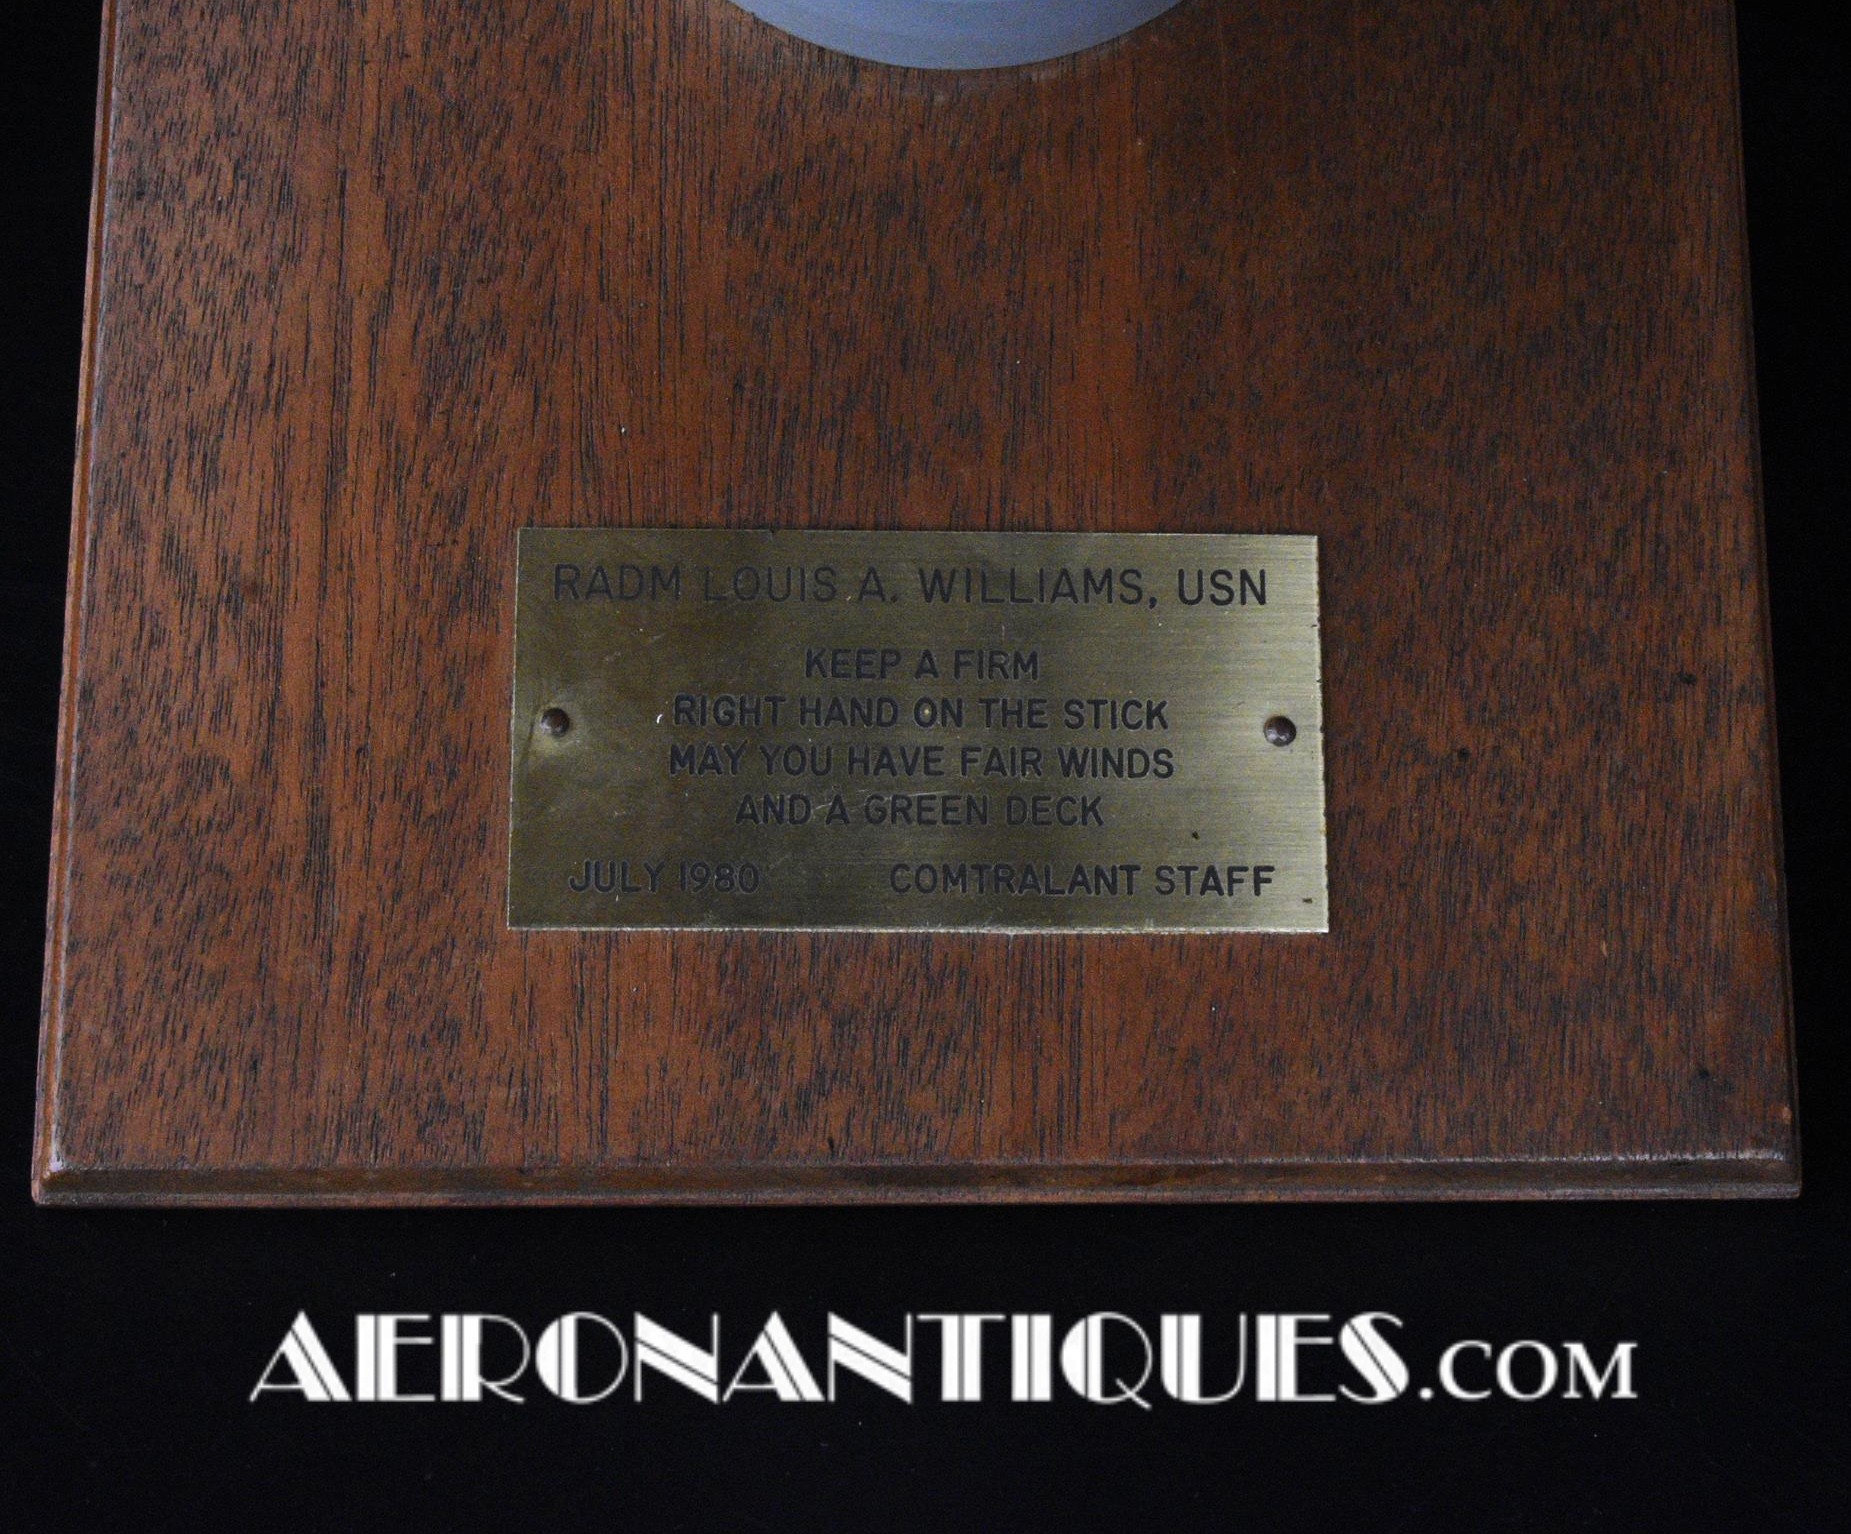 RADM LOUIS A. WILLIAMS, USN
KEEP A FIRM
RIGHT HAND ON THE STICK
MAY YOU HAVE FAIR WINDS
AND A GREEN DECK
JULY 1980 COMTRALANT STAFF
AERONANTIQUES.COM